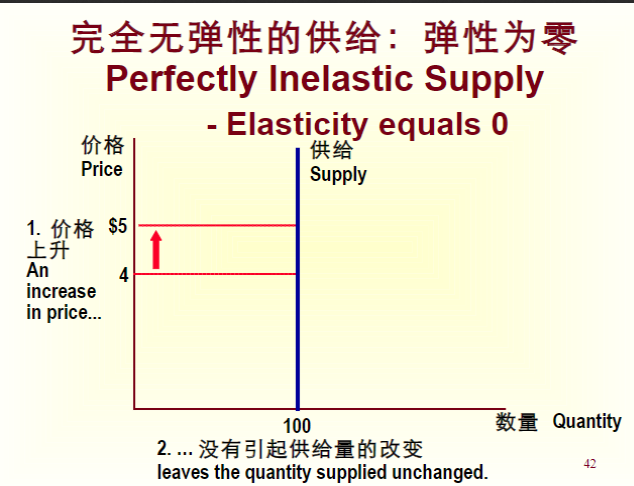 完全无弹性的供给：弹性为零
Perfectly Inelastic Supply
- Elasticity equals 0
价格
Price
供给
Supply
1. 价格
上升
An
increase
in price...
$5
4
100
数量 Quantity
2. ... 没有引起供给量的改变
leaves the quantity supplied unchanged.
42